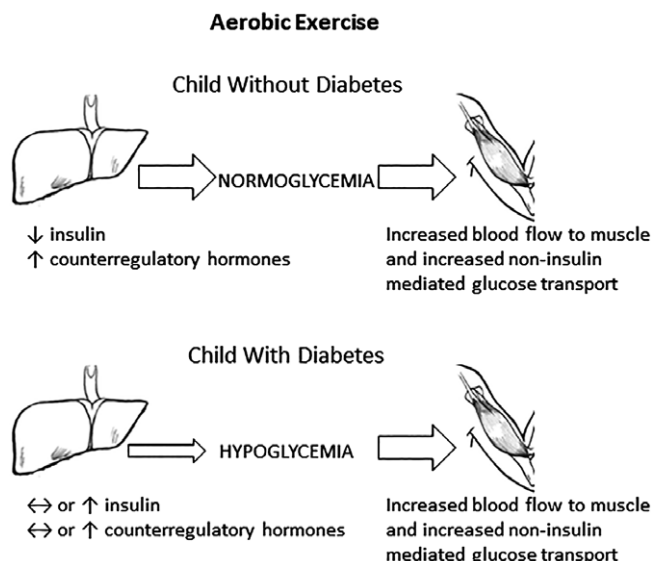 Aerobic Exercise
Child Without Diabetes
NORMOGLYCEMIA
↓ insulin
↑ counterregulatory hormones
Increased blood flow to muscle
and increased non-insulin
mediated glucose transport
Child With Diabetes
HYPOGLYCEMIA
↔ or ↑ insulin
↔ or ↑ counterregulatory hormones
Increased blood flow to muscle
and increased non-insulin
mediated glucose transport